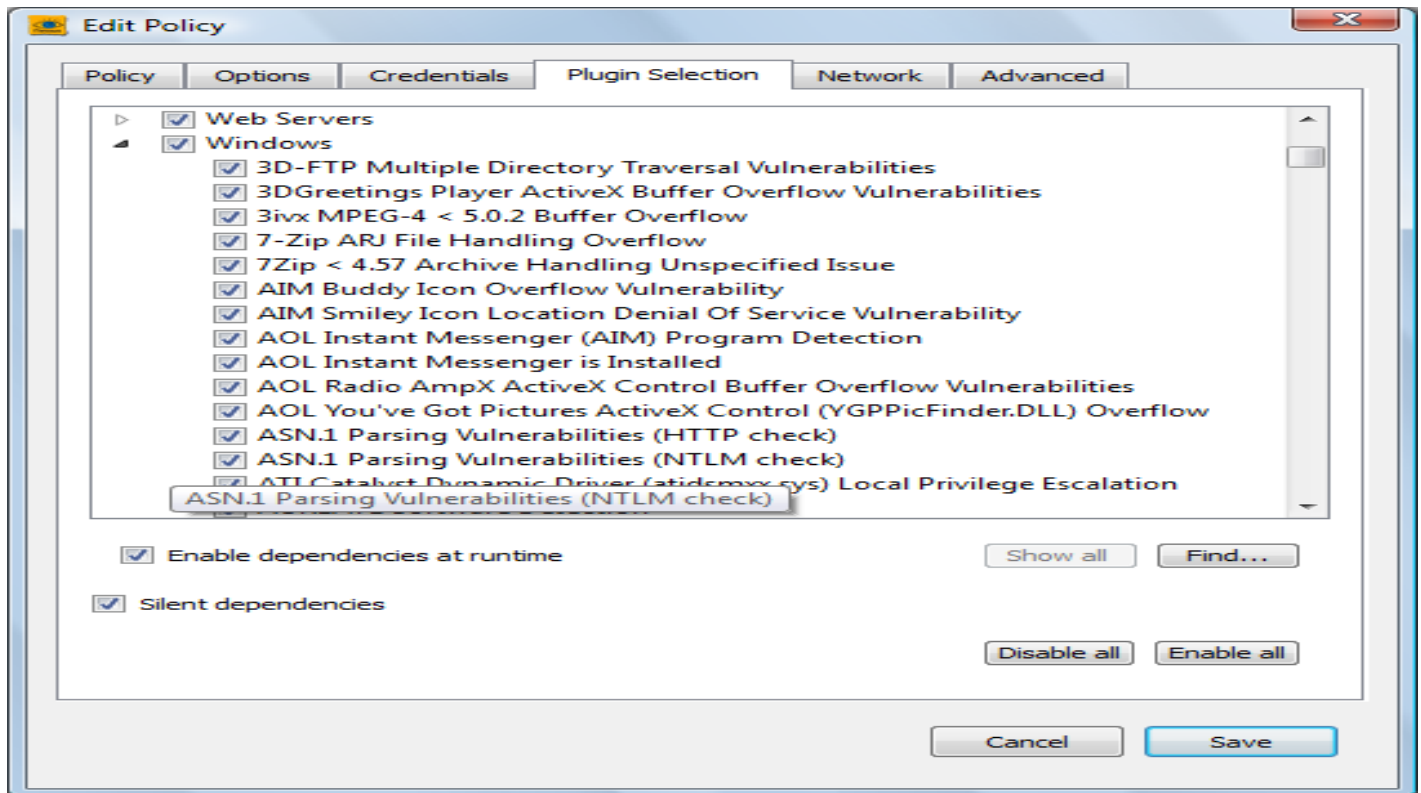 Edit Policy
Policy Options Credentials Plugin Selection Network Advanced
Web Servers
Windows
3D-FTP Multiple Directory Traversal Vulnerabilities
3DGreetings Player ActiveX Buffer Overflow Vulnerabilities
3ivx MPEG-4 < 5.0.2 Buffer Overflow
7-Zip ARJ File Handling Overflow
7Zip < 4.57 Archive Handling Unspecified Issue
AIM Buddy Icon Overflow Vulnerability
AIM Smiley Icon Location Denial Of Service Vulnerability
AOL Instant Messenger (AIM) Program Detection
AOL Instant Messenger is Installed
AOL Radio AmpX ActiveX Control Buffer Overflow Vulnerabilities
AOL You've Got Pictures ActiveX Control (YGPPicFinder.DLL) Overflow
ASN.1 Parsing Vulnerabilities (HTTP check)
ASN.1 Parsing Vulnerabilities (NTLM check)
ATI Catalyst Dynamic Driver (atidsmxx.sys) Local Privilege Escalation
ASN.1 Parsing Vulnerabilities (NTLM check)
Enable dependencies at runtime Show all Find...
Silent dependencies
Disable all Enable all
Cancel Save